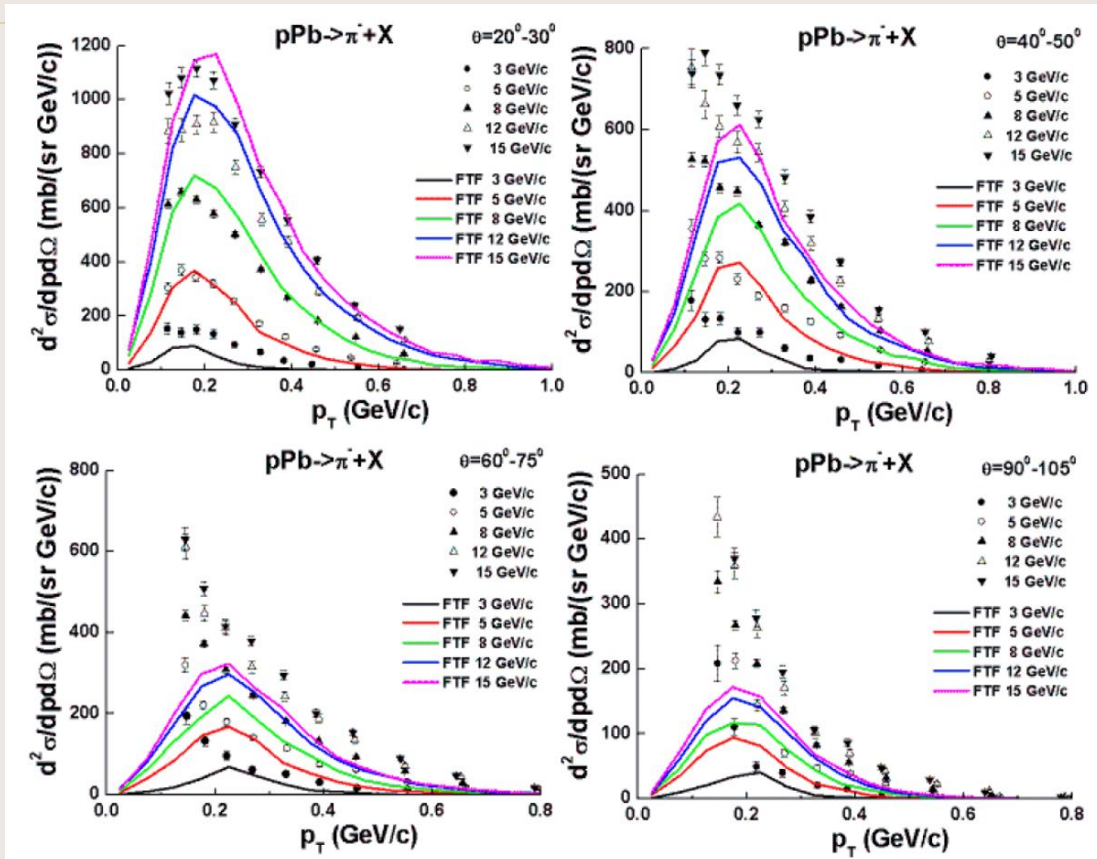 pPb->π⁻+X θ=20⁰-30⁰
3 GeV/c
5 GeV/c
8 GeV/c
12 GeV/c
15 GeV/c
FTF 3 GeV/c
FTF 5 GeV/c
FTF 8 GeV/c
FTF 12 GeV/c
FTF 15 GeV/c
d² σ/dpdΩ (mb/(sr GeV/c))
1200
1000
800
600
400
200
0
0.0 0.2 0.4 0.6 0.8 1.0
p_T (GeV/c)
pPb->π⁻+X θ=40⁰-50⁰
3 GeV/c
5 GeV/c
8 GeV/c
12 GeV/c
15 GeV/c
FTF 3 GeV/c
FTF 5 GeV/c
FTF 8 GeV/c
FTF 12 GeV/c
FTF 15 GeV/c
d² σ/dpdΩ (mb/(sr GeV/c))
800
600
400
200
0
0.0 0.2 0.4 0.6 0.8 1.0
p_T (GeV/c)
pPb->π⁻+X θ=60⁰-75⁰
3 GeV/c
5 GeV/c
8 GeV/c
12 GeV/c
15 GeV/c
FTF 3 GeV/c
FTF 5 GeV/c
FTF 8 GeV/c
FTF 12 GeV/c
FTF 15 GeV/c
d² σ/dpdΩ (mb/(sr GeV/c))
800
600
400
200
0
0.0 0.2 0.4 0.6 0.8
p_T (GeV/c)
pPb->π⁻+X θ=90⁰-105⁰
3 GeV/c
5 GeV/c
8 GeV/c
12 GeV/c
15 GeV/c
FTF 3 GeV/c
FTF 5 GeV/c
FTF 8 GeV/c
FTF 12 GeV/c
FTF 15 GeV/c
d² σ/dpdΩ (mb/(sr GeV/c))
500
400
300
200
100
0
0.0 0.2 0.4 0.6 0.8
p_T (GeV/c)